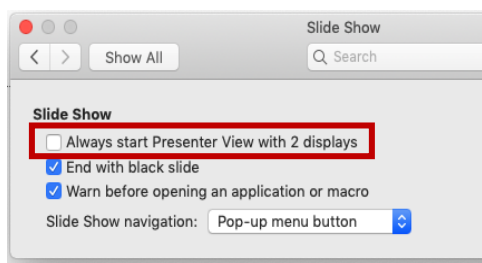 Slide Show
Show All
Search
Slide Show
Always start Presenter View with 2 displays
End with black slide
Warn before opening an application or macro
Slide Show navigation: Pop-up menu button